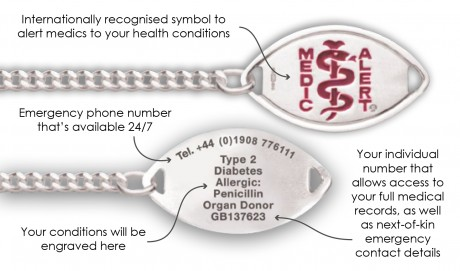 Internationally recognised symbol to
alert medics to your health conditions
MEDIC
ALERT
Emergency phone number
that's available 24/7
Tel. +44 (0)1908 776111
Type 2
Diabetes
Allergic:
Penicillin
Organ Donor
GB137623
Your individual
number that
allows access to
your full medical
records, as well
as next-of-kin
emergency
contact details
Your conditions will be
engraved here